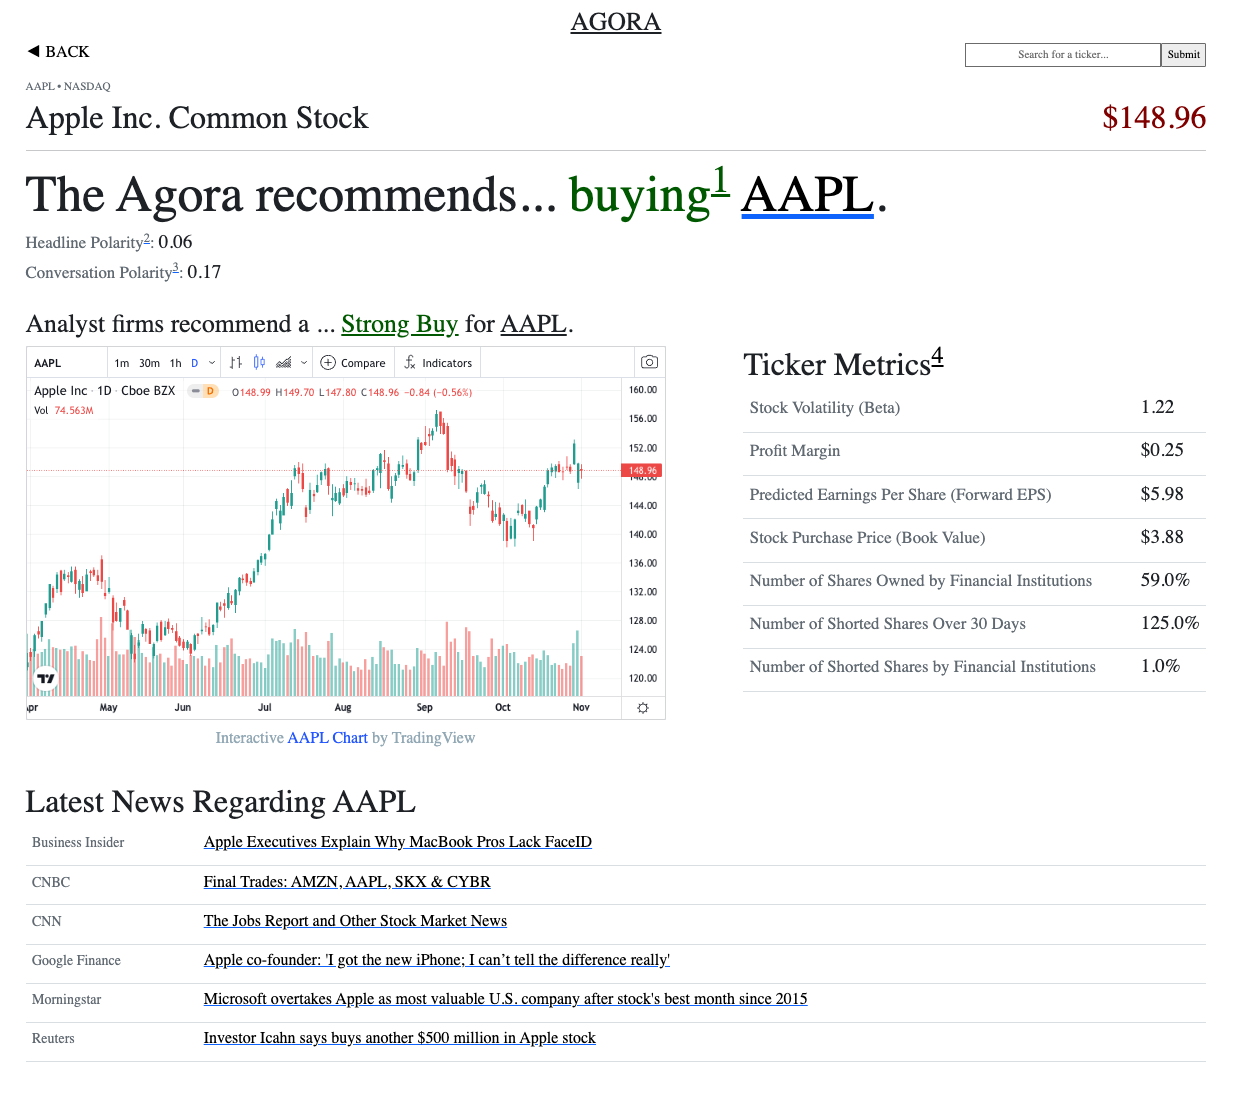 AGORA
◀ BACK
Search for a ticker... Submit
AAPL • NASDAQ
Apple Inc. Common Stock $148.96
The Agora recommends... buying1 AAPL.
Headline Polarity2: 0.06
Conversation Polarity3: 0.17
Analyst firms recommend a ... Strong Buy for AAPL.
AAPL 1m 30m 1h D Compare Indicators
Apple Inc · 1D · Cboe BZX D O148.99 H149.70 L147.80 C148.96 −0.84 (−0.56%)
Vol 74.563M
160.00
156.00
152.00
148.96
148.00
144.00
140.00
136.00
132.00
128.00
124.00
120.00
Apr May Jun Jul Aug Sep Oct Nov
Interactive AAPL Chart by TradingView
Ticker Metrics4
Stock Volatility (Beta) 1.22
Profit Margin $0.25
Predicted Earnings Per Share (Forward EPS) $5.98
Stock Purchase Price (Book Value) $3.88
Number of Shares Owned by Financial Institutions 59.0%
Number of Shorted Shares Over 30 Days 125.0%
Number of Shorted Shares by Financial Institutions 1.0%
Latest News Regarding AAPL
Business Insider Apple Executives Explain Why MacBook Pros Lack FaceID
CNBC Final Trades: AMZN, AAPL, SKX & CYBR
CNN The Jobs Report and Other Stock Market News
Google Finance Apple co-founder: 'I got the new iPhone; I can’t tell the difference really'
Morningstar Microsoft overtakes Apple as most valuable U.S. company after stock's best month since 2015
Reuters Investor Icahn says buys another $500 million in Apple stock